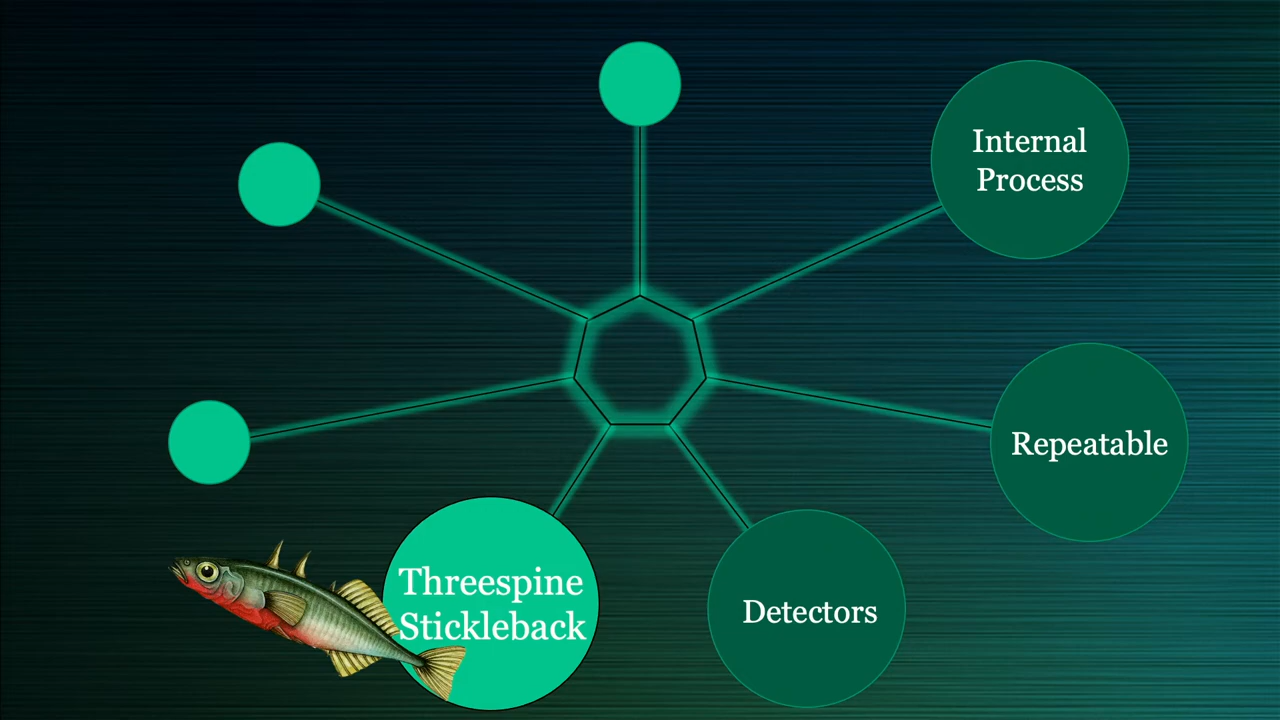 Internal
Process
Repeatable
Detectors
Threespine
Stickleback